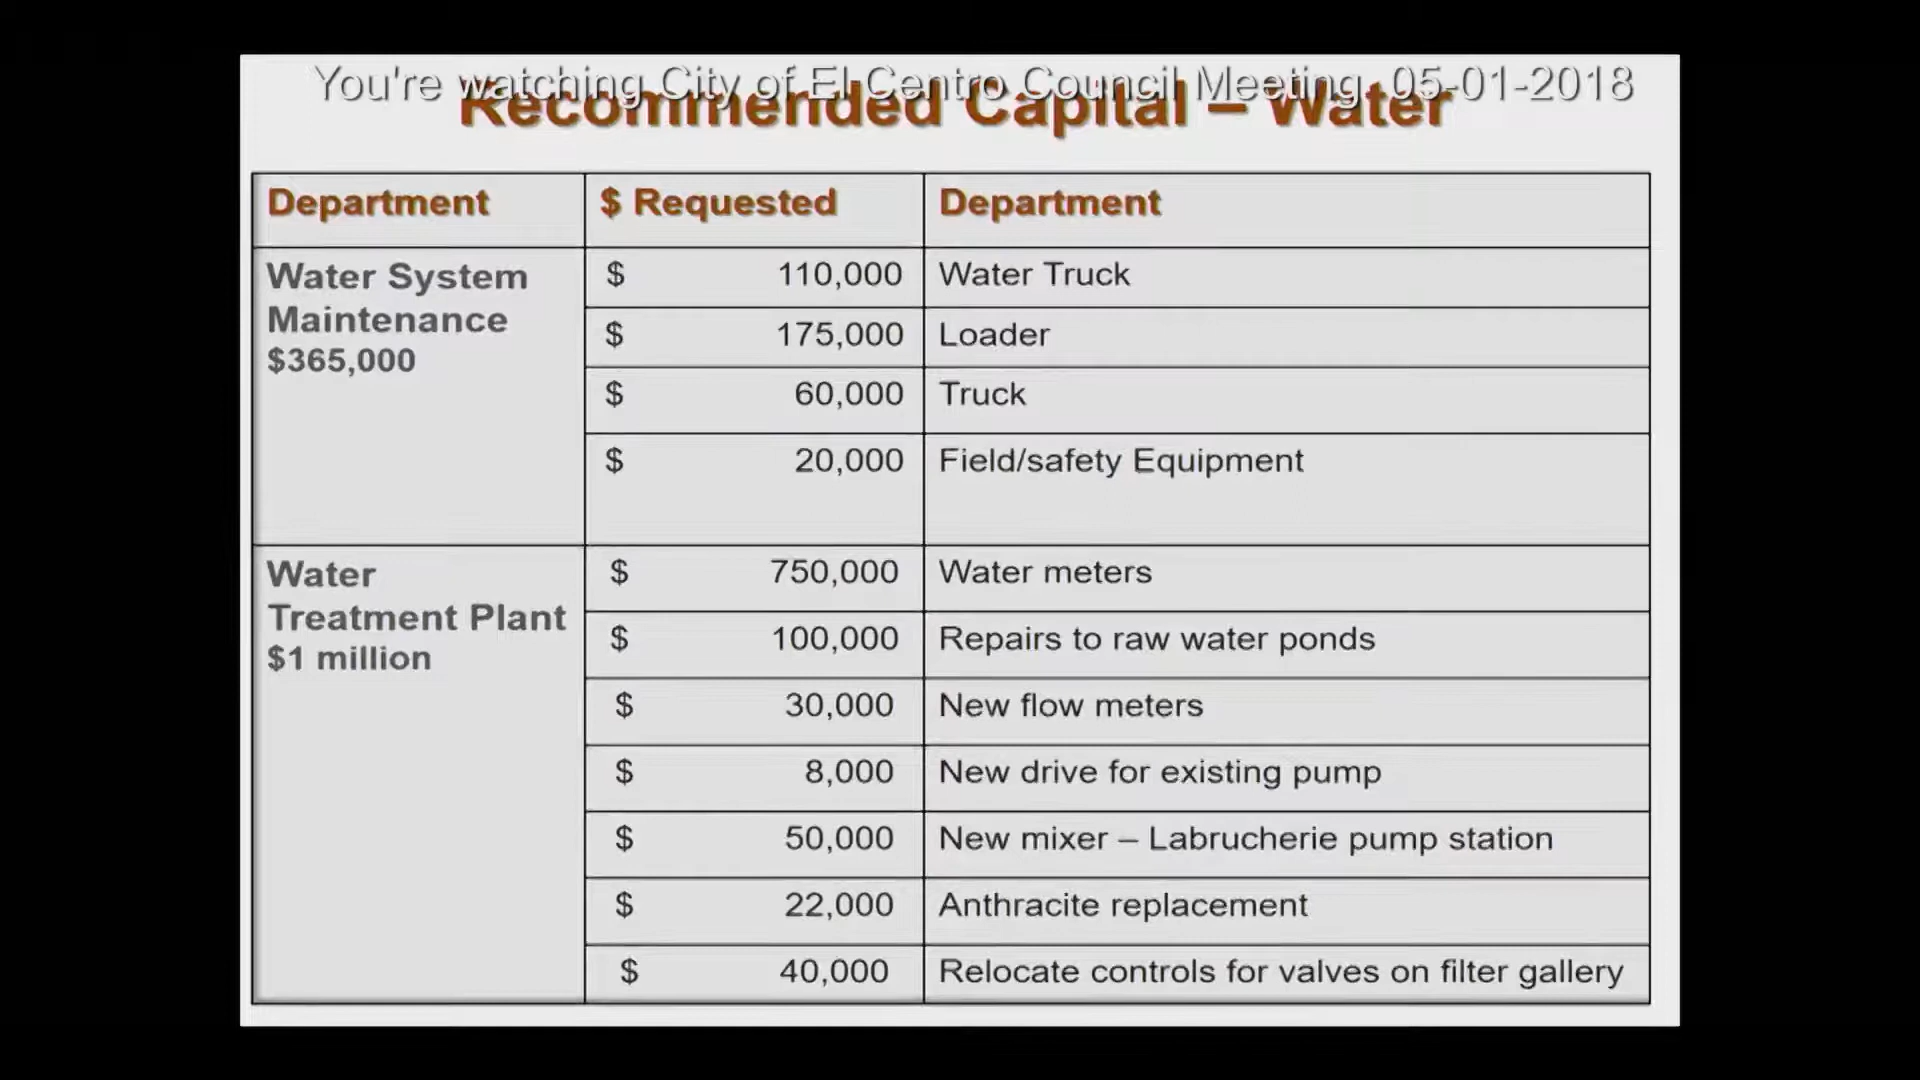 You're watching City of El Centro Council Meeting 05-01-2018
Recommended Capital – Water
Department $ Requested Department
Water System
Maintenance
$365,000
$ 110,000 Water Truck
$ 175,000 Loader
$ 60,000 Truck
$ 20,000 Field/safety Equipment
Water
Treatment Plant
$1 million
$ 750,000 Water meters
$ 100,000 Repairs to raw water ponds
$ 30,000 New flow meters
$ 8,000 New drive for existing pump
$ 50,000 New mixer – Labrucherie pump station
$ 22,000 Anthracite replacement
$ 40,000 Relocate controls for valves on filter gallery